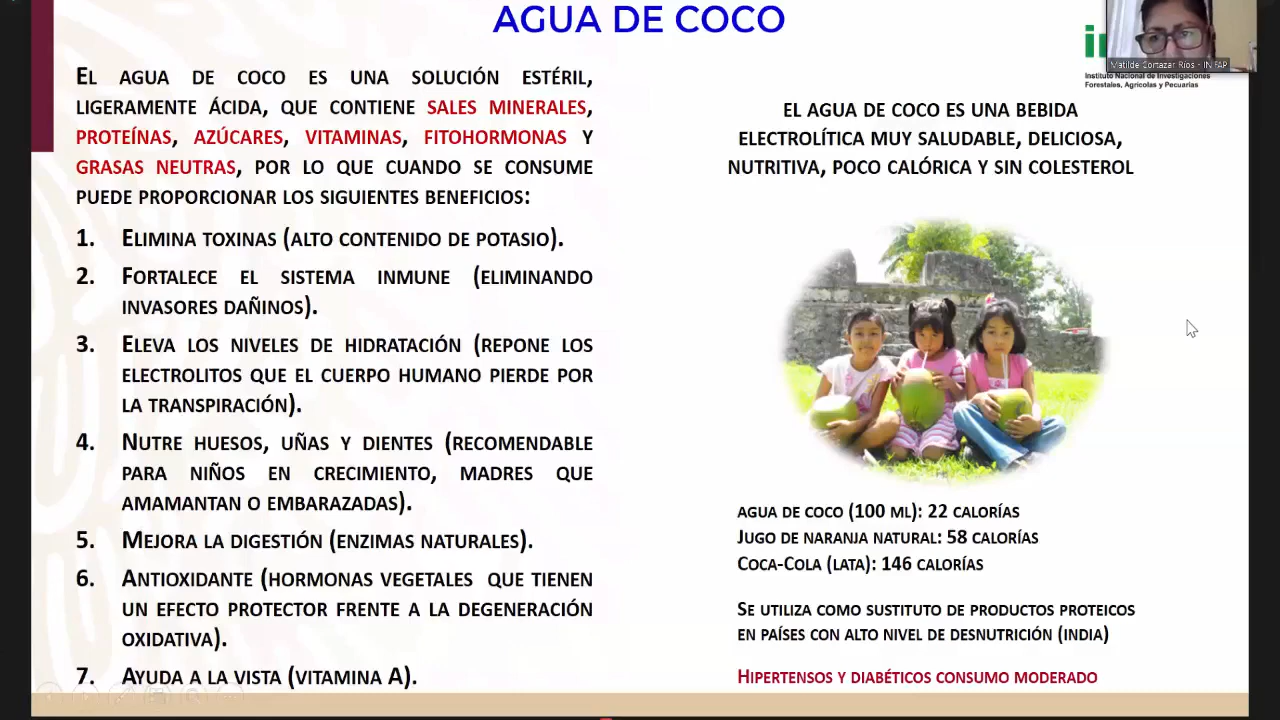 AGUA DE COCO
EL AGUA DE COCO ES UNA SOLUCIÓN ESTÉRIL,
LIGERAMENTE ÁCIDA, QUE CONTIENE SALES MINERALES,
PROTEÍNAS, AZÚCARES, VITAMINAS, FITOHORMONAS Y
GRASAS NEUTRAS, POR LO QUE CUANDO SE CONSUME
PUEDE PROPORCIONAR LOS SIGUIENTES BENEFICIOS:
1. ELIMINA TOXINAS (ALTO CONTENIDO DE POTASIO).
2. FORTALECE EL SISTEMA INMUNE (ELIMINANDO
INVASORES DAÑINOS).
3. ELEVA LOS NIVELES DE HIDRATACIÓN (REPONE LOS
ELECTROLITOS QUE EL CUERPO HUMANO PIERDE POR
LA TRANSPIRACIÓN).
4. NUTRE HUESOS, UÑAS Y DIENTES (RECOMENDABLE
PARA NIÑOS EN CRECIMIENTO, MADRES QUE
AMAMANTAN O EMBARAZADAS).
5. MEJORA LA DIGESTIÓN (ENZIMAS NATURALES).
6. ANTIOXIDANTE (HORMONAS VEGETALES QUE TIENEN
UN EFECTO PROTECTOR FRENTE A LA DEGENERACIÓN
OXIDATIVA).
7. AYUDA A LA VISTA (VITAMINA A).
Matilde Cortazar Ríos - INIFAP
Instituto Nacional de Investigaciones
Forestales, Agrícolas y Pecuarias
EL AGUA DE COCO ES UNA BEBIDA
ELECTROLÍTICA MUY SALUDABLE, DELICIOSA,
NUTRITIVA, POCO CALÓRICA Y SIN COLESTEROL
AGUA DE COCO (100 ML): 22 CALORÍAS
JUGO DE NARANJA NATURAL: 58 CALORÍAS
COCA-COLA (LATA): 146 CALORÍAS
SE UTILIZA COMO SUSTITUTO DE PRODUCTOS PROTEICOS
EN PAÍSES CON ALTO NIVEL DE DESNUTRICIÓN (INDIA)
HIPERTENSOS Y DIABÉTICOS CONSUMO MODERADO